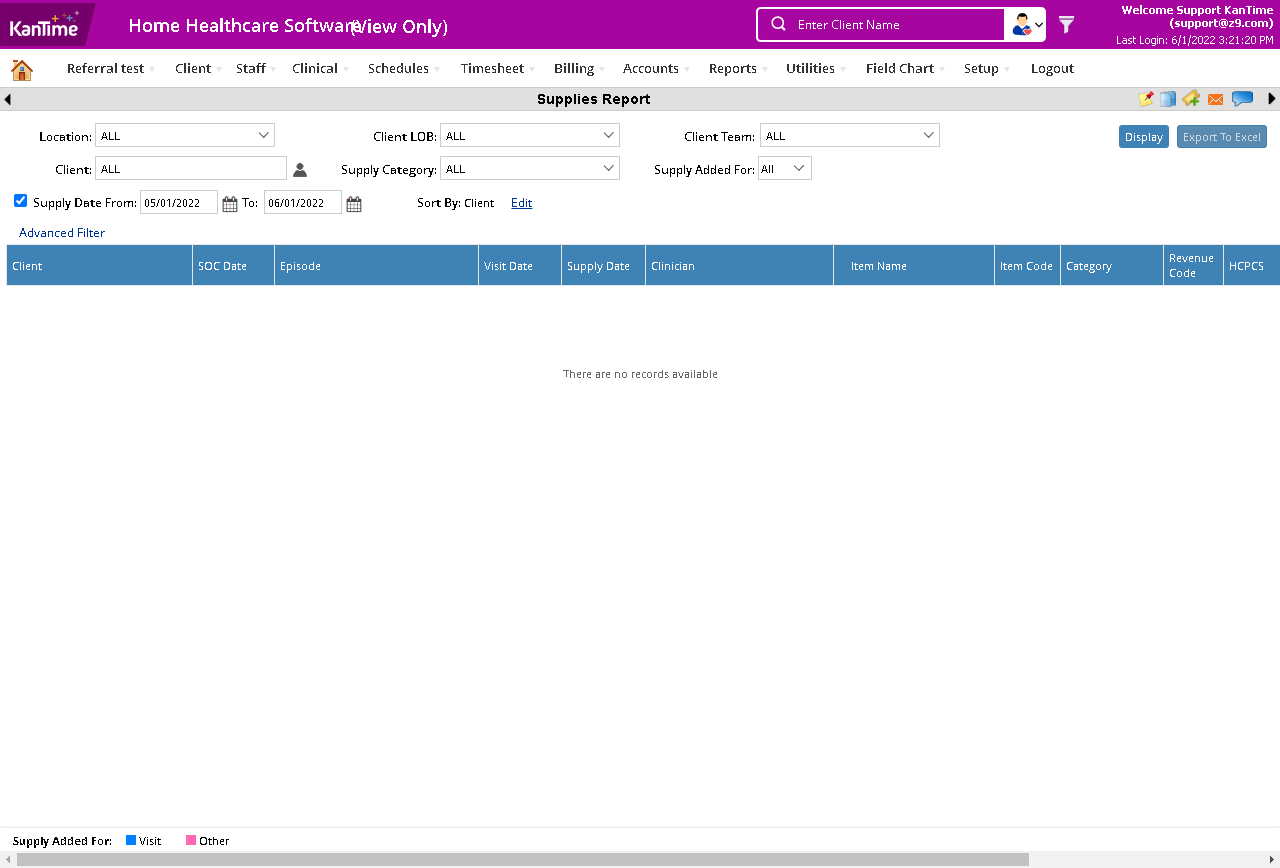 KanTime
Home Healthcare Software (View Only)
Enter Client Name
Welcome Support KanTime
(support@z9.com)
Last Login: 6/1/2022 3:21:20 PM
Referral test Client Staff Clinical Schedules Timesheet Billing Accounts Reports Utilities Field Chart Setup Logout
Supplies Report
Location: ALL Client LOB: ALL Client Team: ALL Display Export To Excel
Client: ALL Supply Category: ALL Supply Added For: All
Supply Date From: 05/01/2022 To: 06/01/2022 Sort By: Client Edit
Advanced Filter
Client SOC Date Episode Visit Date Supply Date Clinician Item Name Item Code Category Revenue Code HCPCS
There are no records available
Supply Added For: Visit Other